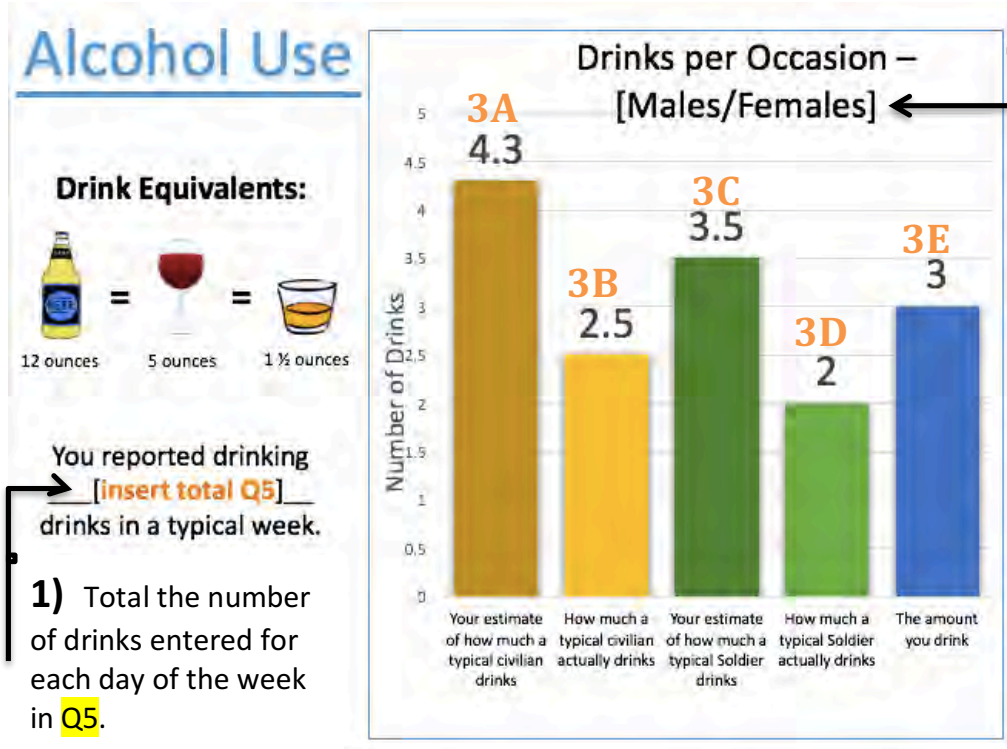 Alcohol Use
Drink Equivalents:
=
=
12 ounces
5 ounces
1 ½ ounces
You reported drinking
___[insert total Q5]__
drinks in a typical week.
1) Total the number
of drinks entered for
each day of the week
in Q5.
Drinks per Occasion –
[Males/Females]
Number of Drinks
5
4.5
4
3.5
3
2.5
2
1.5
1
0.5
0
3A
4.3
3B
2.5
3C
3.5
3D
2
3E
3
Your estimate
of how much a
typical civilian
drinks
How much a
typical civilian
actually drinks
Your estimate
of how much a
typical Soldier
drinks
How much a
typical Soldier
actually drinks
The amount
you drink